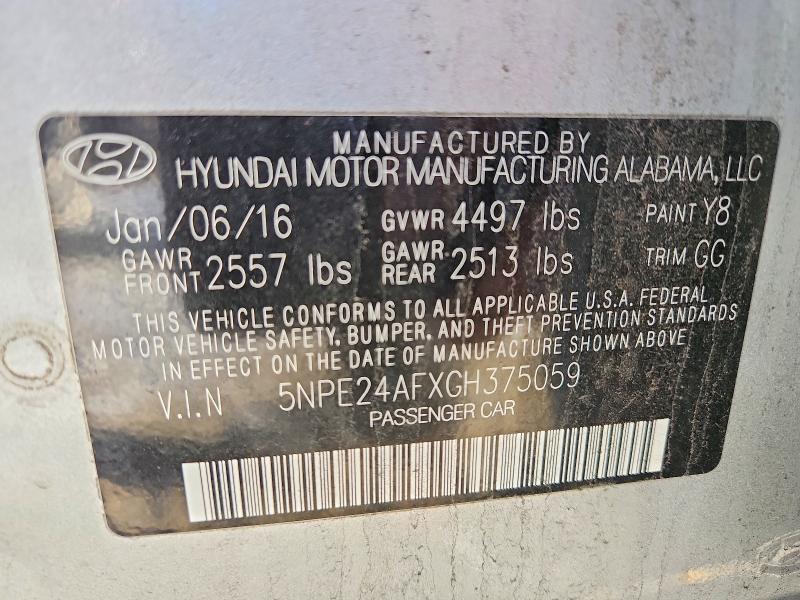 MANUFACTURED BY
HYUNDAI MOTOR MANUFACTURING ALABAMA, LLC
Jan/06/16 GVWR 4497 lbs PAINT Y8
GAWR FRONT 2557 lbs GAWR REAR 2513 lbs TRIM GG
THIS VEHICLE CONFORMS TO ALL APPLICABLE U.S.A. FEDERAL
MOTOR VEHICLE SAFETY, BUMPER, AND THEFT PREVENTION STANDARDS
IN EFFECT ON THE DATE OF MANUFACTURE SHOWN ABOVE
V.I.N 5NPE24AFXGH375059
PASSENGER CAR